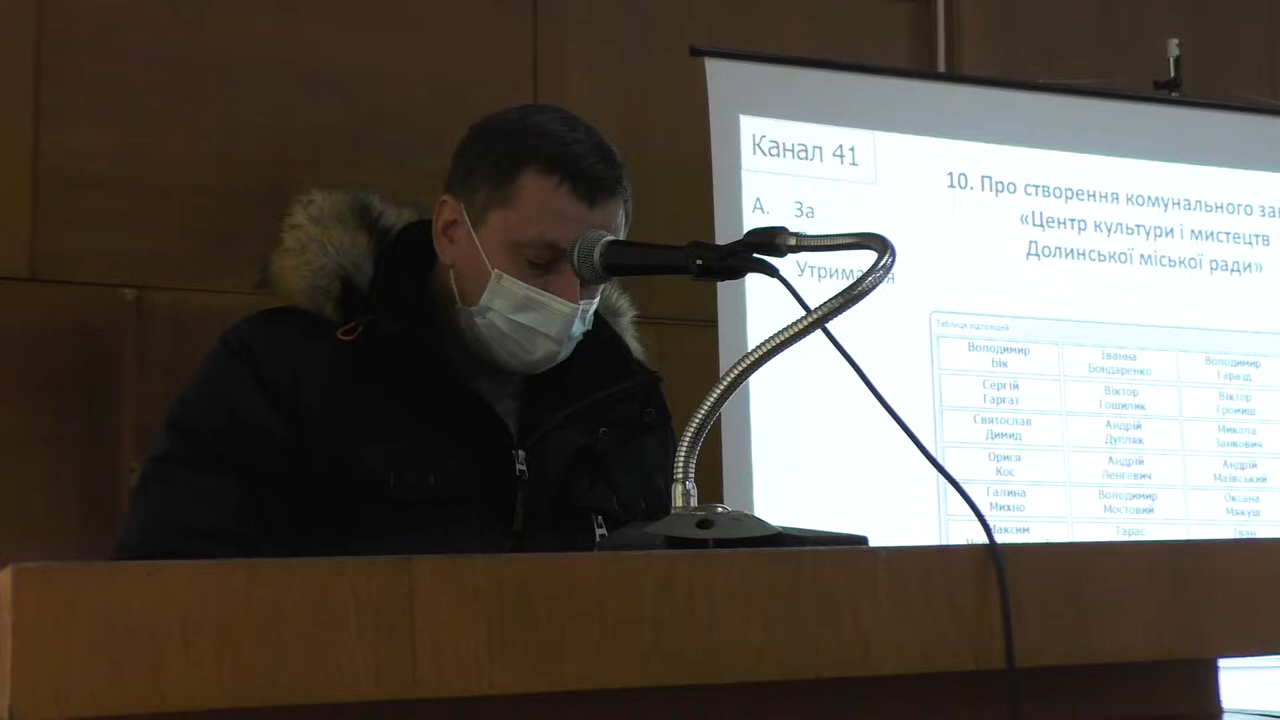 Канал 41
10. Про створення комунального
«Центр культури і мистецтв
Долинської міської ради»
А. За
Таблиця відповідей
Володимир Бік
Іванна Бондаренко
Володимир Гаразд
Сергій Гаргат
Віктор Гошилик
Віктор Громиш
Святослав Димид
Андрій Дупляк
Микола Занкович
Орися Кос
Андрій Ленгевич
Андрій Маївський
Галина Михно
Володимир Мостовий
Оксана Мякуш
Максим
Тарас
Іван